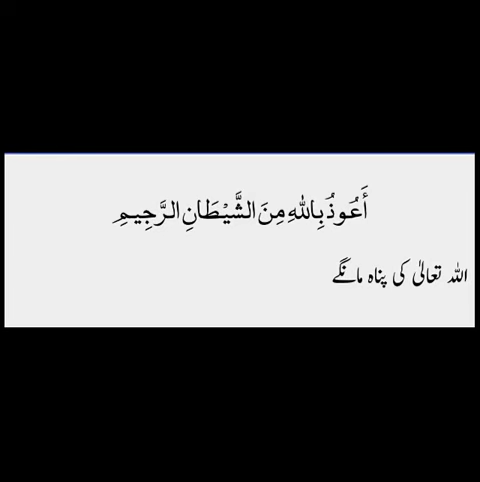 أَعُوذُ بِاللهِ مِنَ الشَّيْطَانِ الرَّجِيمِ
اللہ تعالیٰ کی پناہ مانگے